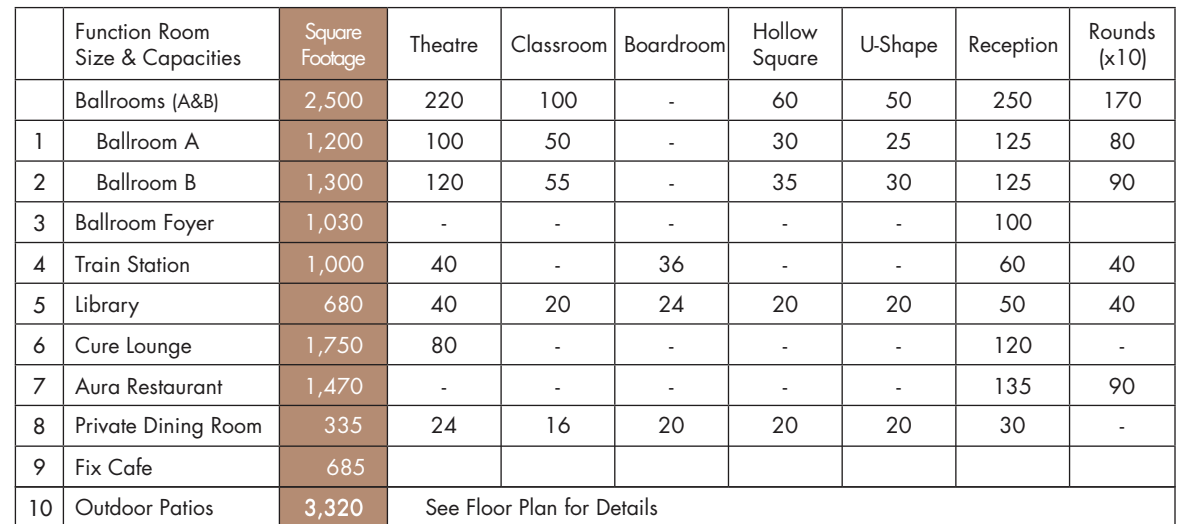 Function Room Size & Capacities Square Footage Theatre Classroom Boardroom Hollow Square U-Shape Reception Rounds (x10)
Ballrooms (A&B) 2,500 220 100 - 60 50 250 170
1 Ballroom A 1,200 100 50 - 30 25 125 80
2 Ballroom B 1,300 120 55 - 35 30 125 90
3 Ballroom Foyer 1,030 - - - - - 100
4 Train Station 1,000 40 - 36 - - 60 40
5 Library 680 40 20 24 20 20 50 40
6 Cure Lounge 1,750 80 - - - - 120 -
7 Aura Restaurant 1,470 - - - - - 135 90
8 Private Dining Room 335 24 16 20 20 20 30 -
9 Fix Cafe 685
10 Outdoor Patios 3,320 See Floor Plan for Details